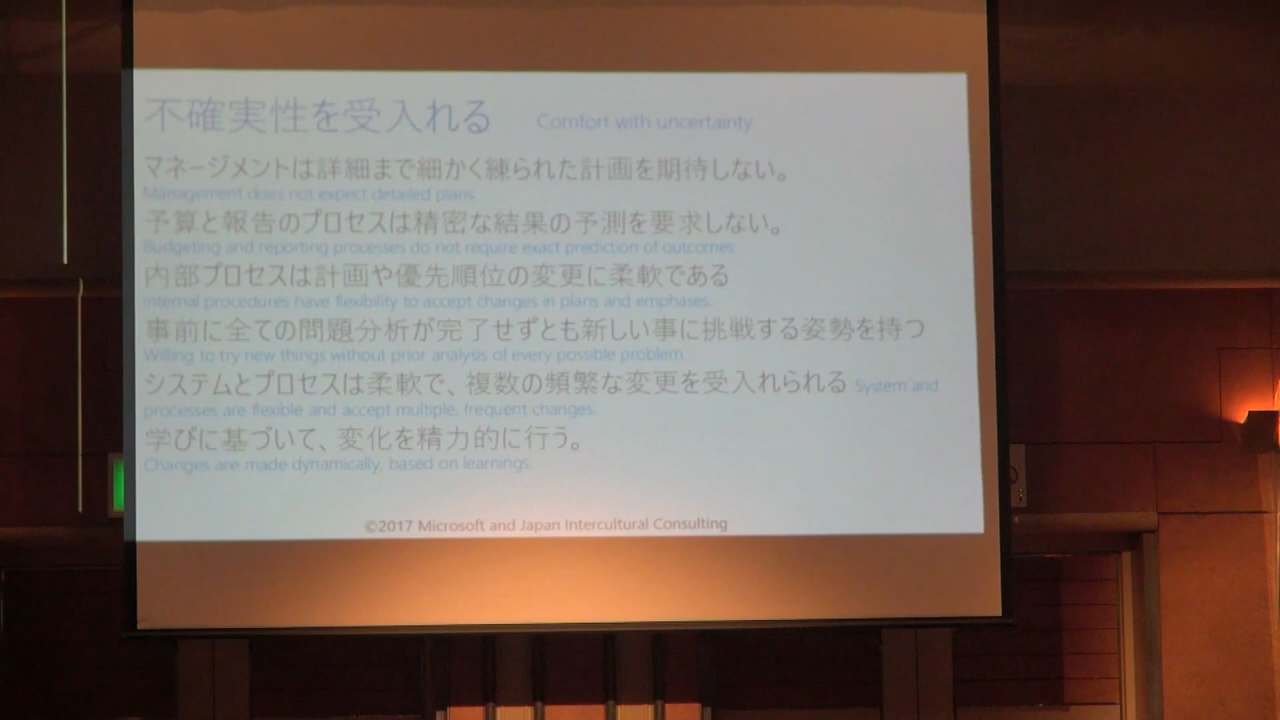 不確実性を受入れる Comfort with uncertainty
マネージメントは詳細まで細かく練られた計画を期待しない。
Management does not expect detailed plans
予算と報告のプロセスは精密な結果の予測を要求しない。
Budgeting and reporting processes do not require exact prediction of outcomes
内部プロセスは計画や優先順位の変更に柔軟である
Internal procedures have flexibility to accept changes in plans and emphases.
事前に全ての問題分析が完了せずとも新しい事に挑戦する姿勢を持つ
Willing to try new things without prior analysis of every possible problem.
システムとプロセスは柔軟で、複数の頻繁な変更を受入れられる System and
processes are flexible and accept multiple, frequent changes.
学びに基づいて、変化を精力的に行う。
Changes are made dynamically, based on learnings.
©2017 Microsoft and Japan Intercultural Consulting